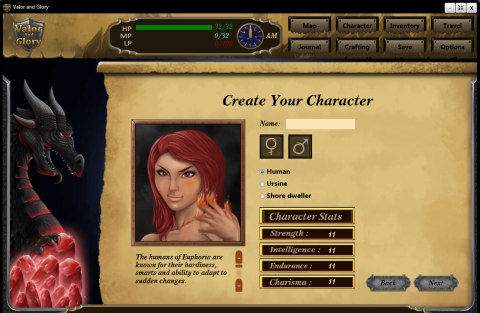 Valor and Glory
Valor
and
Glory
HP 32/32
MP 0/32
LP
AM
Map
Character
Inventory
Travel
Journal
Crafting
Save
Options
Create Your Character
Name:
Human
Ursine
Shore dweller
Character Stats
Strength : 11
Intelligence : 11
Endurance : 11
Charisma : 11
The humans of Euphoria are
known for their hardiness,
smarts and ability to adapt to
sudden changes.
Back
Next